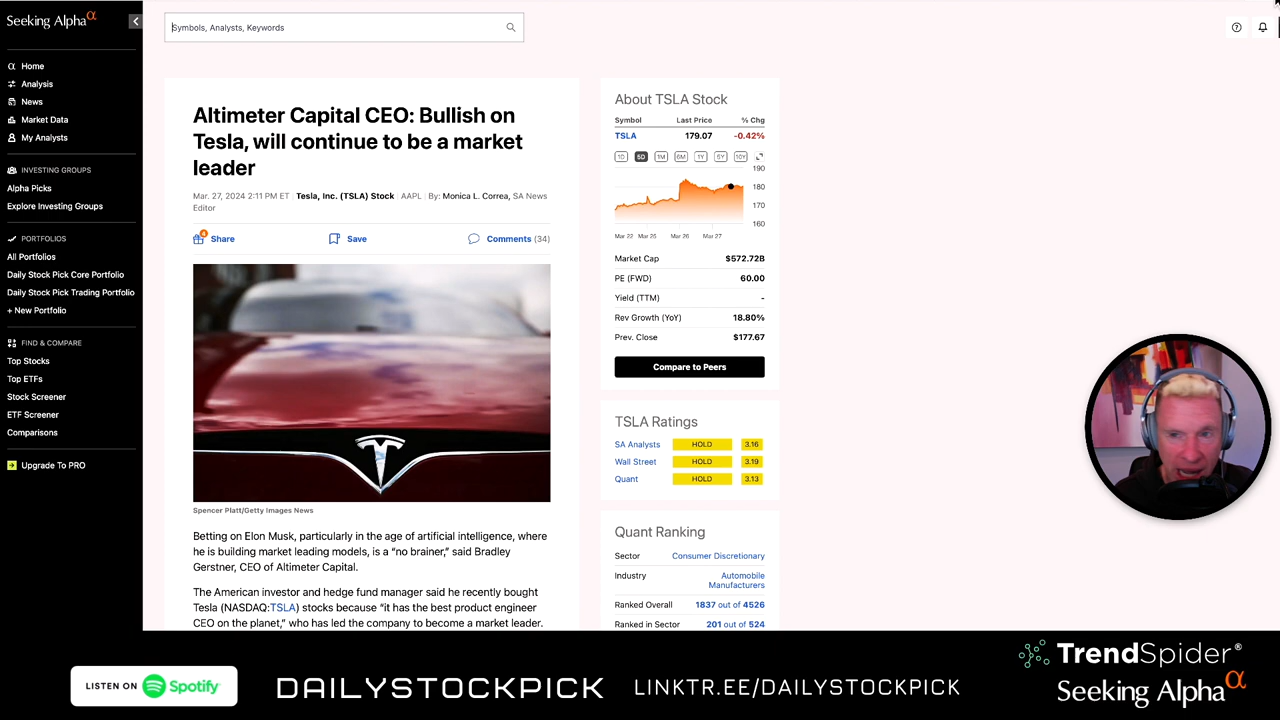 Seeking Alphaα
Symbols, Analysts, Keywords
Home
Analysis
News
Market Data
My Analysts
INVESTING GROUPS
Alpha Picks
Explore Investing Groups
PORTFOLIOS
All Portfolios
Daily Stock Pick Core Portfolio
Daily Stock Pick Trading Portfolio
+ New Portfolio
FIND & COMPARE
Top Stocks
Top ETFs
Stock Screener
ETF Screener
Comparisons
Upgrade To PRO
Altimeter Capital CEO: Bullish on
Tesla, will continue to be a market
leader
Mar. 27, 2024 2:11 PM ET Tesla, Inc. (TSLA) Stock AAPL By: Monica L. Correa, SA News
Editor
4
Share Save Comments (34)
Spencer Platt/Getty Images News
Betting on Elon Musk, particularly in the age of artificial intelligence, where
he is building market leading models, is a “no brainer,” said Bradley
Gerstner, CEO of Altimeter Capital.
The American investor and hedge fund manager said he recently bought
Tesla (NASDAQ:TSLA) stocks because “it has the best product engineer
CEO on the planet,” who has led the company to become a market leader.
About TSLA Stock
Symbol Last Price % Chg
TSLA 179.07 -0.42%
1D 5D 1M 6M 1Y 5Y 10Y
190
180
170
160
Mar 22 Mar 25 Mar 26 Mar 27
Market Cap $572.72B
PE (FWD) 60.00
Yield (TTM) -
Rev Growth (YoY) 18.80%
Prev. Close $177.67
Compare to Peers
TSLA Ratings
SA Analysts HOLD 3.16
Wall Street HOLD 3.19
Quant HOLD 3.13
Quant Ranking
Sector Consumer Discretionary
Industry Automobile
Manufacturers
Ranked Overall 1837 out of 4526
Ranked in Sector 201 out of 524
LISTEN ON Spotify
DAILYSTOCKPICK
LINKTR.EE/DAILYSTOCKPICK
TrendSpider®
Seeking Alphaα